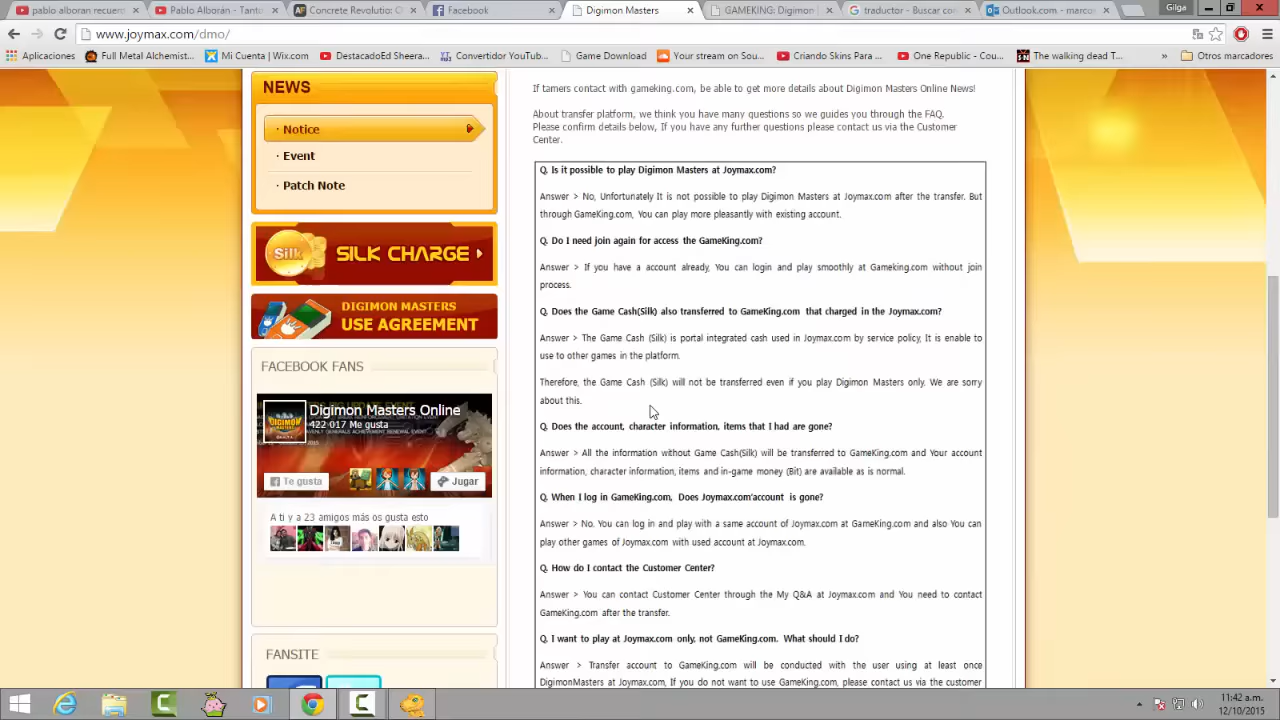 pablo alboran recuerd
Pablo Alborán - Tanto
Concrete Revolutio: C
Facebook
Digimon Masters
GAMEKING: Digimon
traductor - Buscar co
Outlook.com - marco
Gilga
www.joymax.com/dmo/
Aplicaciones
Full Metal Alchemist...
Mi Cuenta | Wix.com
DestacadoEd Sheera...
Convertidor YouTub...
Game Download
Your stream on Sou...
Criando Skins Para ...
One Republic - Cou...
The walking dead T...
»
Otros marcadores
NEWS
· Notice
· Event
· Patch Note
Silk
SILK CHARGE
DIGIMON MASTERS
USE AGREEMENT
FACEBOOK FANS
Digimon Masters Online
422 017 Me gusta
Te gusta
Jugar
A ti y a 23 amigos más os gusta esto
FANSITE
If tamers contact with gameking.com, be able to get more details about Digimon Masters Online News!
About transfer platform, we think you have many questions so we guides you through the FAQ.
Please confirm details below, If you have any further questions please contact us via the Customer
Center.
Q. Is it possible to play Digimon Masters at Joymax.com?
Answer > No, Unfortunately It is not possible to play Digimon Masters at Joymax.com after the transfer. But
through GameKing.com, You can play more pleasantly with existing account.
Q. Do I need join again for access the GameKing.com?
Answer > If you have a account already, You can login and play smoothly at Gameking.com without join
process.
Q. Does the Game Cash(Silk) also transferred to GameKing.com that charged in the Joymax.com?
Answer > The Game Cash (Silk) is portal integrated cash used in Joymax.com by service policy, It is enable to
use to other games in the platform.
Therefore, the Game Cash (Silk) will not be transferred even if you play Digimon Masters only. We are sorry
about this.
Q. Does the account, character information, items that I had are gone?
Answer > All the information without Game Cash(Silk) will be transferred to GameKing.com and Your account
information, character information, items and in-game money (Bit) are available as is normal.
Q. When I log in GameKing.com, Does Joymax.com'account is gone?
Answer > No. You can log in and play with a same account of Joymax.com at GameKing.com and also You can
play other games of Joymax.com with used account at Joymax.com.
Q. How do I contact the Customer Center?
Answer > You can contact Customer Center through the My Q&A at Joymax.com and You need to contact
GameKing.com after the transfer.
Q. I want to play at Joymax.com only, not GameKing.com. What should I do?
Answer > Transfer account to GameKing.com will be conducted with the user using at least once
DigimonMasters at Joymax.com, If you do not want to use GameKing.com, please contact us via the customer
11:42 a.m.
12/10/2015